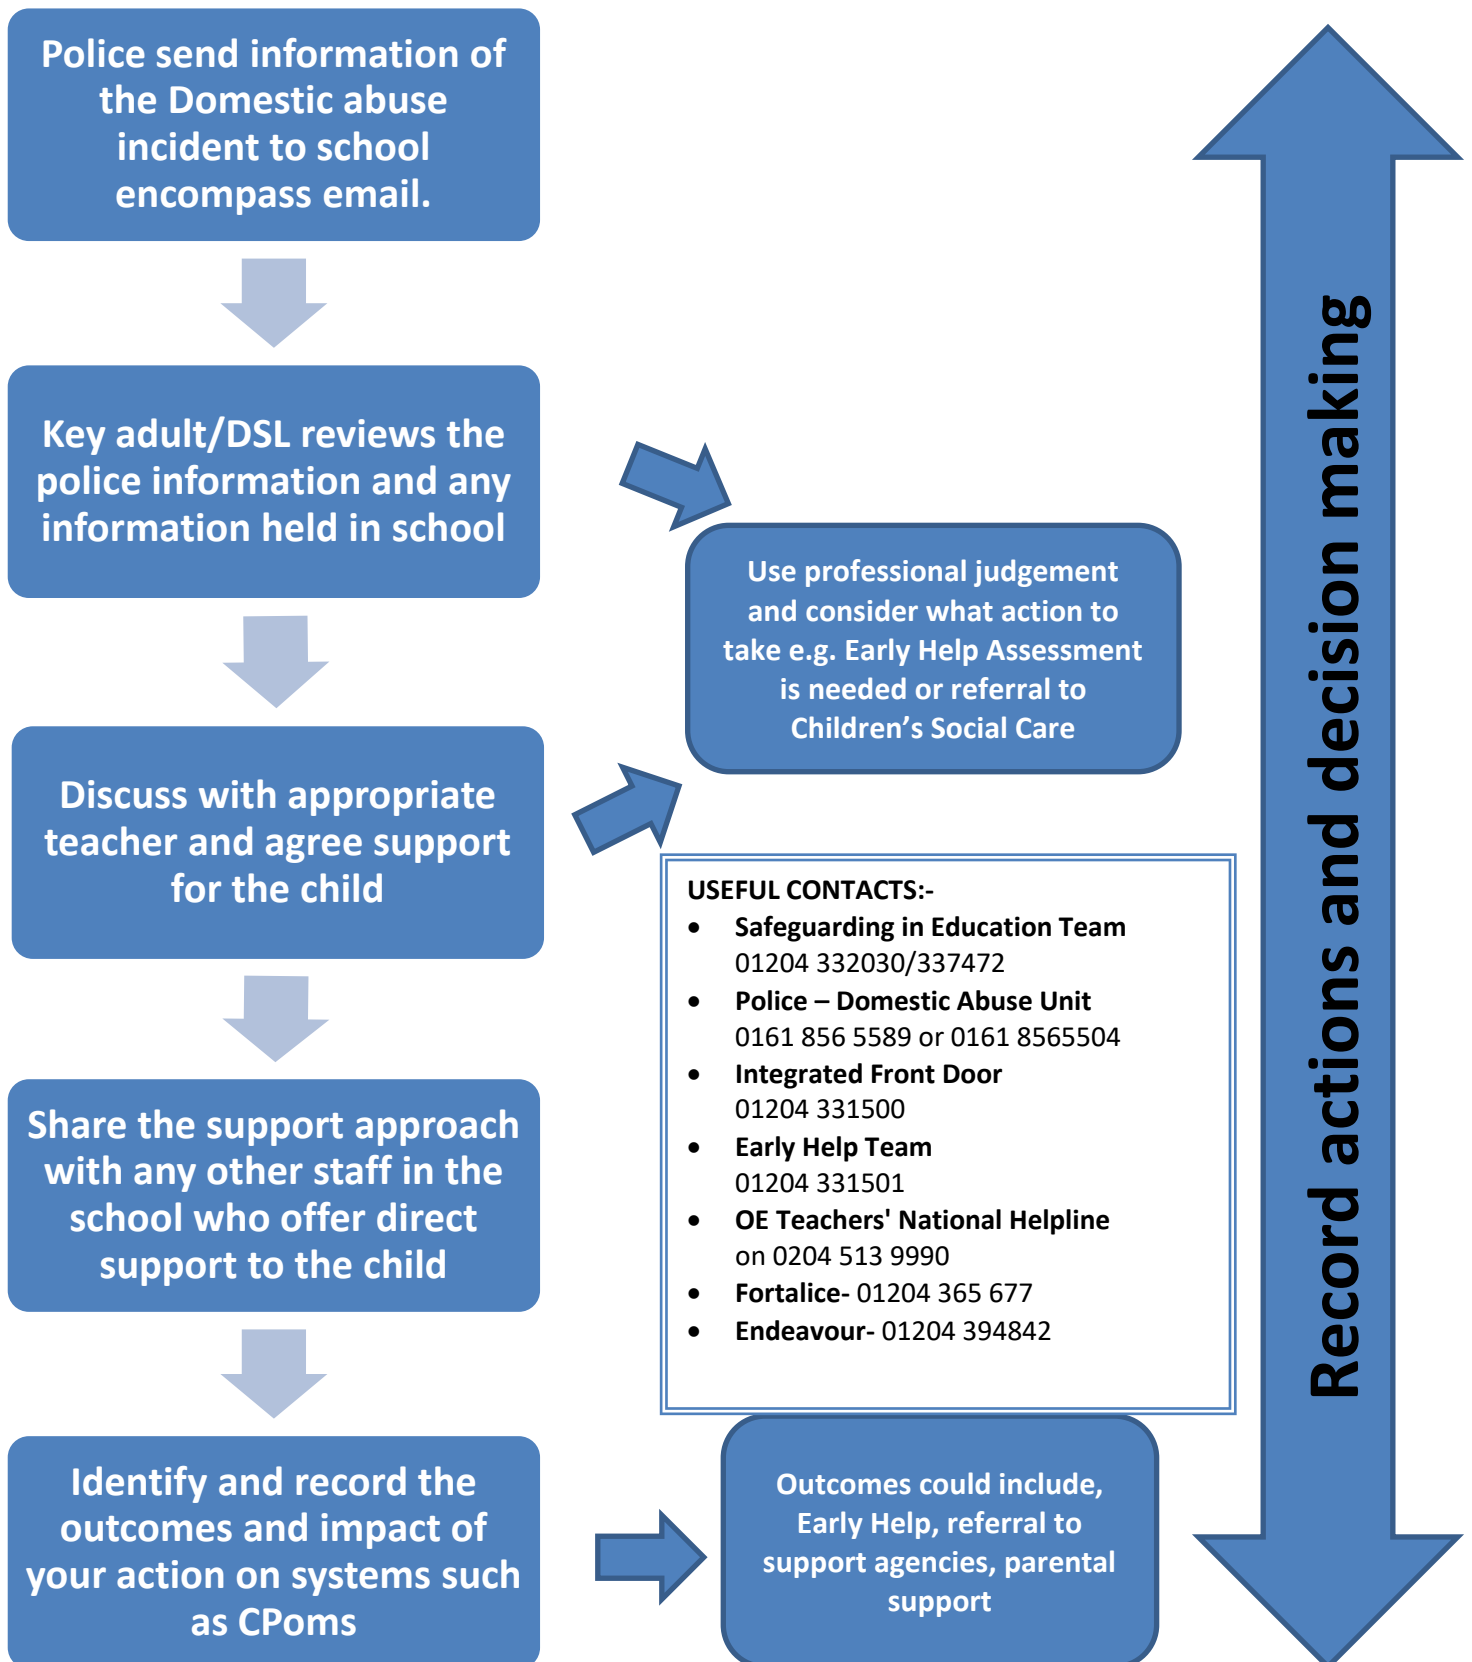 Police send information of
the Domestic abuse
incident to school
encompass email.
Key adult/DSL reviews the
police information and any
information held in school
Use professional judgement
and consider what action to
take e.g. Early Help Assessment
is needed or referral to
Children’s Social Care
Discuss with appropriate
teacher and agree support
for the child
USEFUL CONTACTS:-
• Safeguarding in Education Team
01204 332030/337472
• Police – Domestic Abuse Unit
0161 856 5589 or 0161 8565504
• Integrated Front Door
01204 331500
• Early Help Team
01204 331501
• OE Teachers' National Helpline
on 0204 513 9990
• Fortalice- 01204 365 677
• Endeavour- 01204 394842
Share the support approach
with any other staff in the
school who offer direct
support to the child
Identify and record the
outcomes and impact of
your action on systems such
as CPoms
Outcomes could include,
Early Help, referral to
support agencies, parental
support
Record actions and decision making